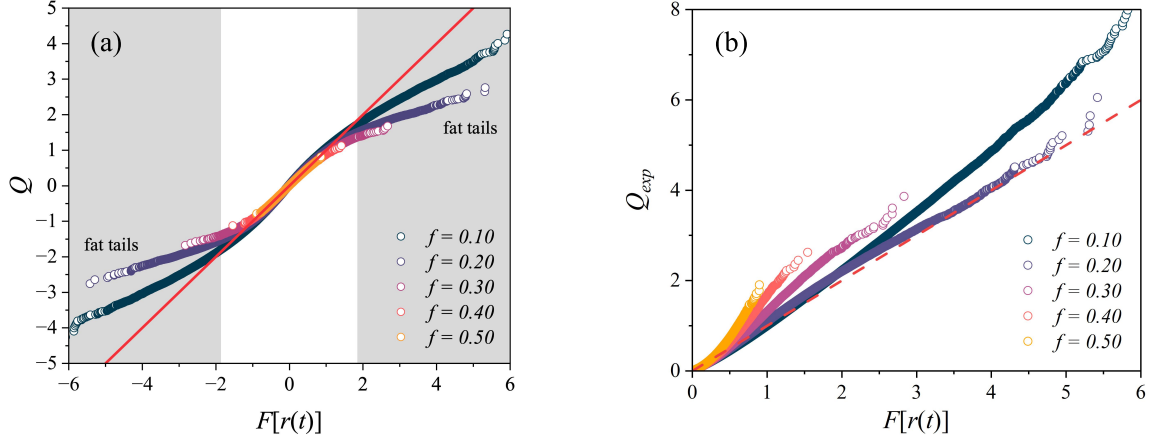 (a)
5
4
3
2
1
0
−1
−2
−3
−4
−5
Q
fat tails
fat tails
f = 0.10
f = 0.20
f = 0.30
f = 0.40
f = 0.50
−6 −4 −2 0 2 4 6
F[r(t)]
(b)
8
6
4
2
0
Qexp
f = 0.10
f = 0.20
f = 0.30
f = 0.40
f = 0.50
0 1 2 3 4 5 6
F[r(t)]